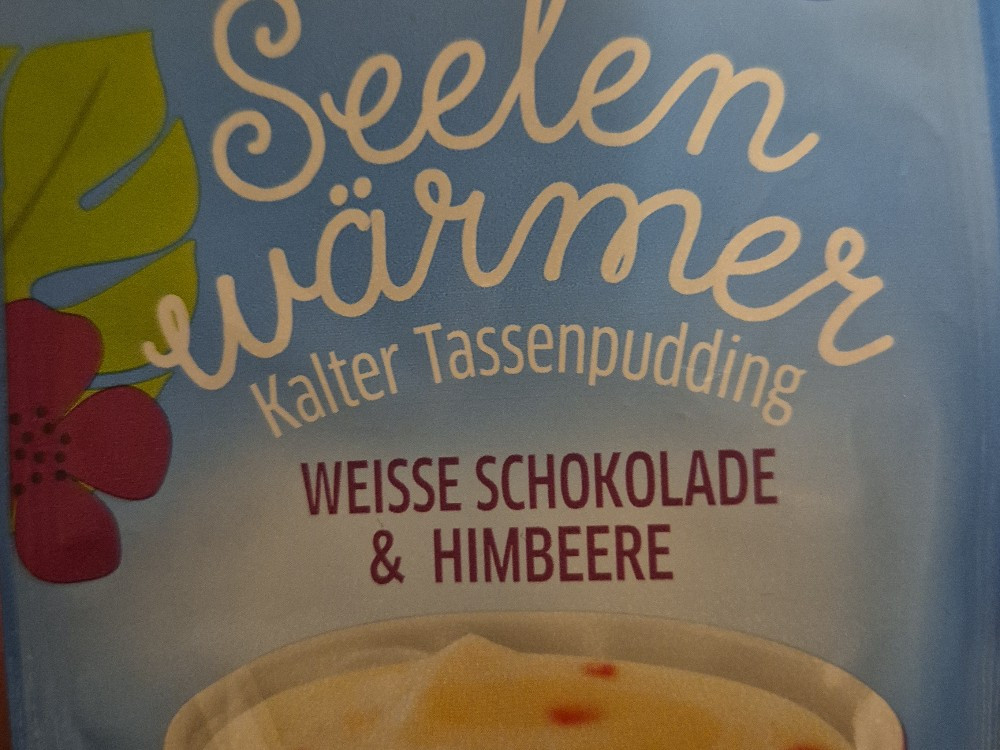 Seelen
wärmer
Kalter Tassenpudding
WEISSE SCHOKOLADE
& HIMBEERE